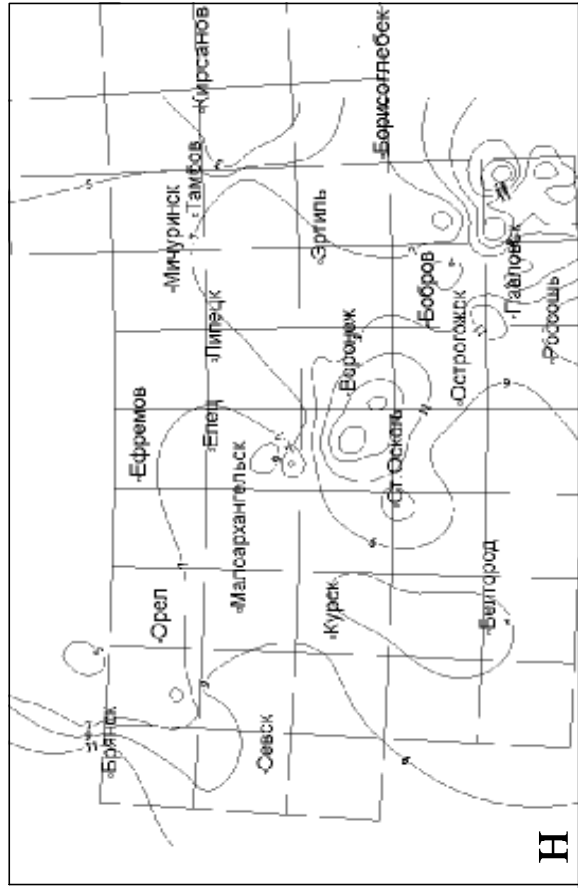 Кирсанов
Тамбов
Мичуринск
Борисоглебск
Эртиль
Липецк
Ефремов
Елец
Воронеж
Бобров
Павловск
Острогожск
Россошь
Малоархангельск
Ст. Оскол
Орел
Курск
Белгород
Брянск
Севск
Н